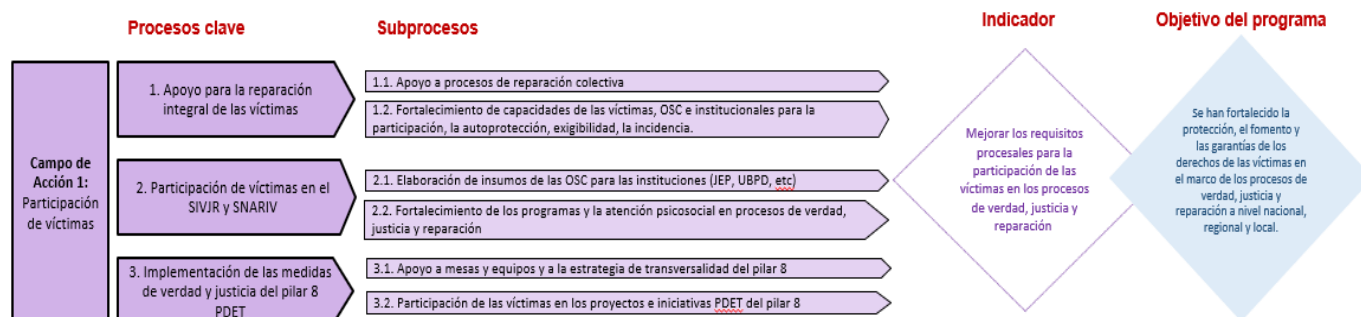 Procesos clave
Subprocesos
Indicador
Objetivo del programa
Campo de
Acción 1:
Participación
de víctimas
1. Apoyo para la reparación
integral de las víctimas
1.1. Apoyo a procesos de reparación colectiva
1.2. Fortalecimiento de capacidades de las víctimas, OSC e institucionales para la
participación, la autoprotección, exigibilidad, la incidencia.
2. Participación de víctimas en el
SIVJR y SNARIV
2.1. Elaboración de insumos de las OSC para las instituciones (JEP, UBPD, etc)
2.2. Fortalecimiento de los programas y la atención psicosocial en procesos de verdad,
justicia y reparación
3. Implementación de las medidas
de verdad y justicia del pilar 8
PDET
3.1. Apoyo a mesas y equipos y a la estrategia de transversalidad del pilar 8
3.2. Participación de las víctimas en los proyectos e iniciativas PDET del pilar 8
Mejorar los requisitos
procesales para la
participación de las
víctimas en los procesos
de verdad, justicia y
reparación
Se han fortalecido la
protección, el fomento y
las garantías de los
derechos de las víctimas en
el marco de los procesos de
verdad, justicia y
reparación a nivel nacional,
regional y local.